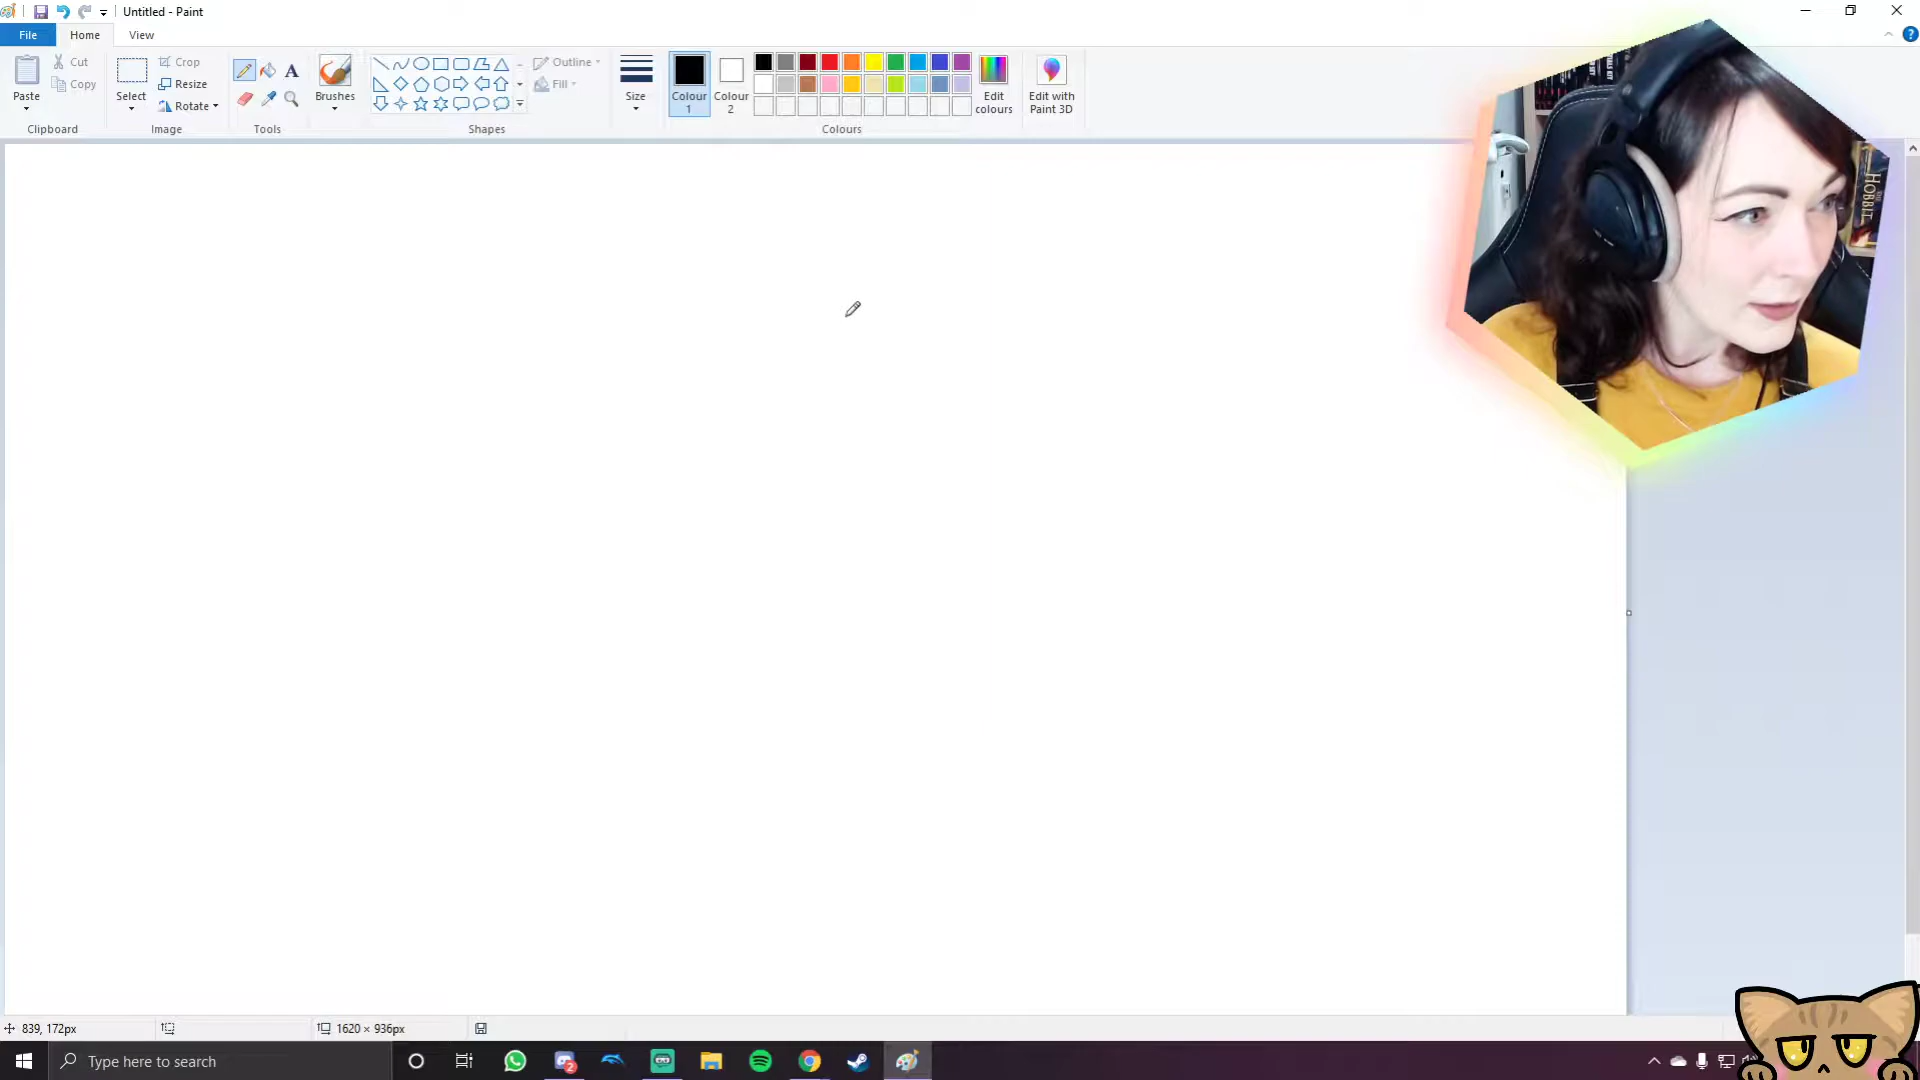 Untitled - Paint
File Home View
Paste
Cut
Copy
Clipboard
Select
Crop
Resize
Rotate
Image
A
Tools
Brushes
Shapes
Outline
Fill
Size
Colour 1
Colour 2
Colours
Edit colours
Edit with Paint 3D
?
HOBBIT
839, 172px
1620 × 936px
Type here to search
2